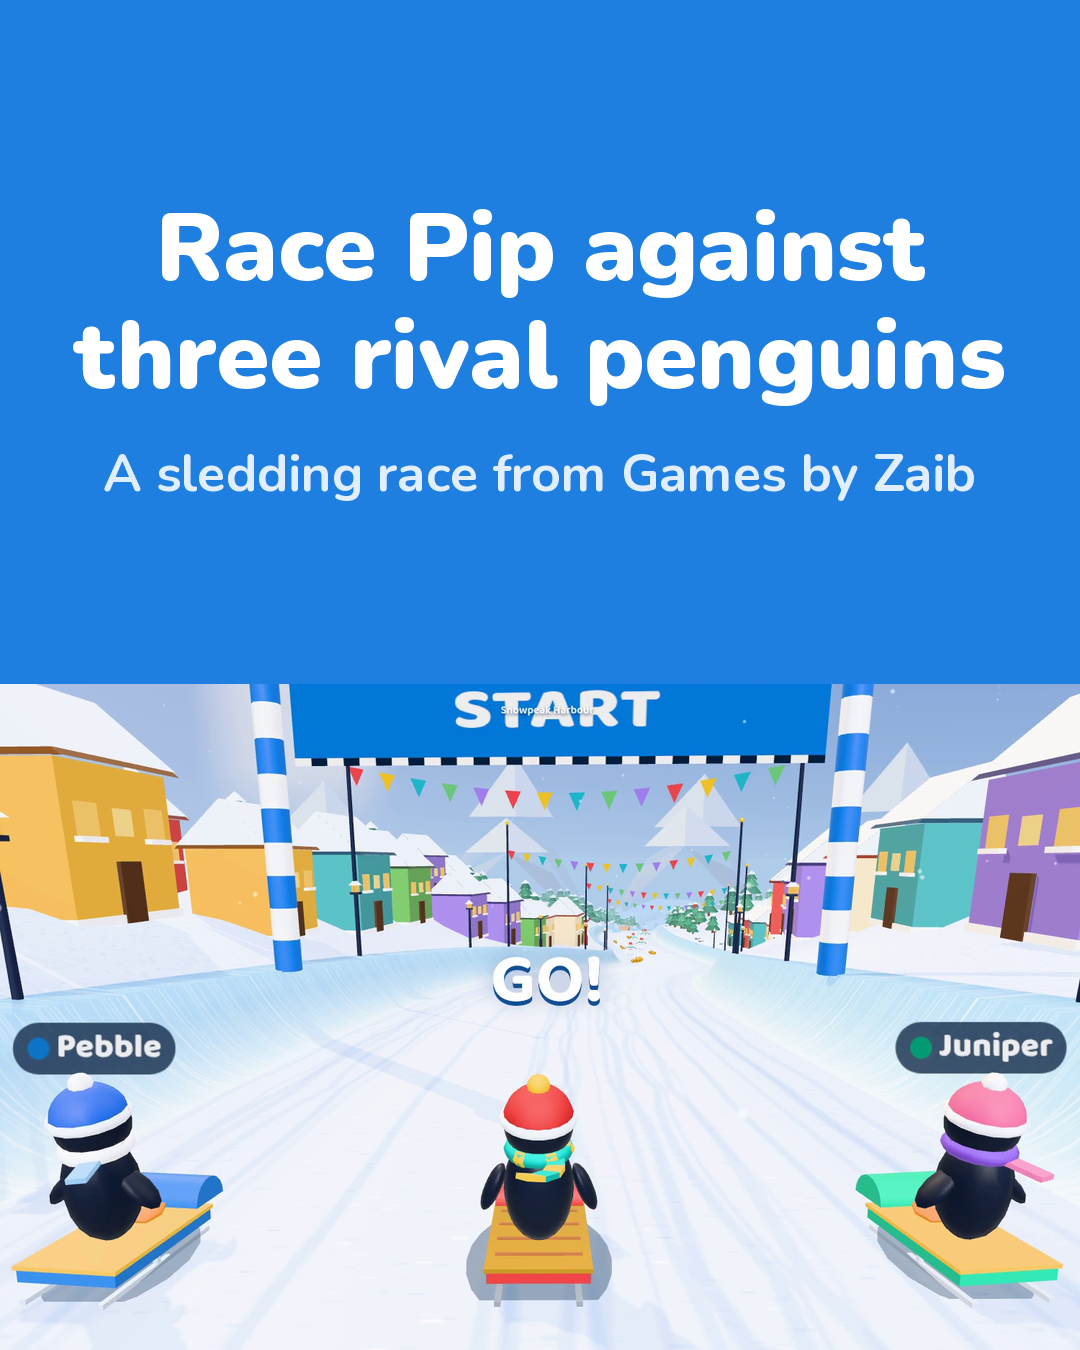 Race Pip against
three rival penguins
A sledding race from Games by Zaib
START
Snowpeak Harbour
GO!
Pebble
Juniper